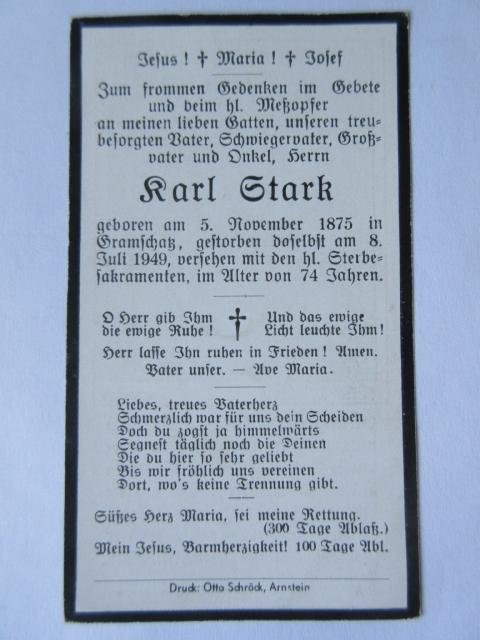 Jesus! † Maria! † Josef
Zum frommen Gedenken im Gebete
und beim hl. Meßopfer
an meinen lieben Gatten, unseren treu-
besorgten Vater, Schwiegervater, Groß-
vater und Onkel, Herrn
Karl Stark
geboren am 5. November 1875 in
Gramschatz, gestorben doselbst am 8.
Juli 1949, versehen mit den hl. Sterbe-
sakramenten, im Alter von 74 Jahren.
O Herr gib Ihm † Und das ewige
die ewige Ruhe! Licht leuchte Ihm!
Herr lasse Ihn ruhen in Frieden! Amen.
Vater unser. — Ave Maria.
Liebes, treues Vaterherz
Schmerzlich war für uns dein Scheiden
Doch du zogst ja himmelwärts
Segnest täglich noch die Deinen
Die du hier so sehr geliebt
Bis wir fröhlich uns vereinen
Dort, wo's keine Trennung gibt.
Süßes Herz Maria, sei meine Rettung.
(300 Tage Ablaß.)
Mein Jesus, Barmherzigkeit! 100 Tage Abl.
Druck: Otto Schröck, Arnstein